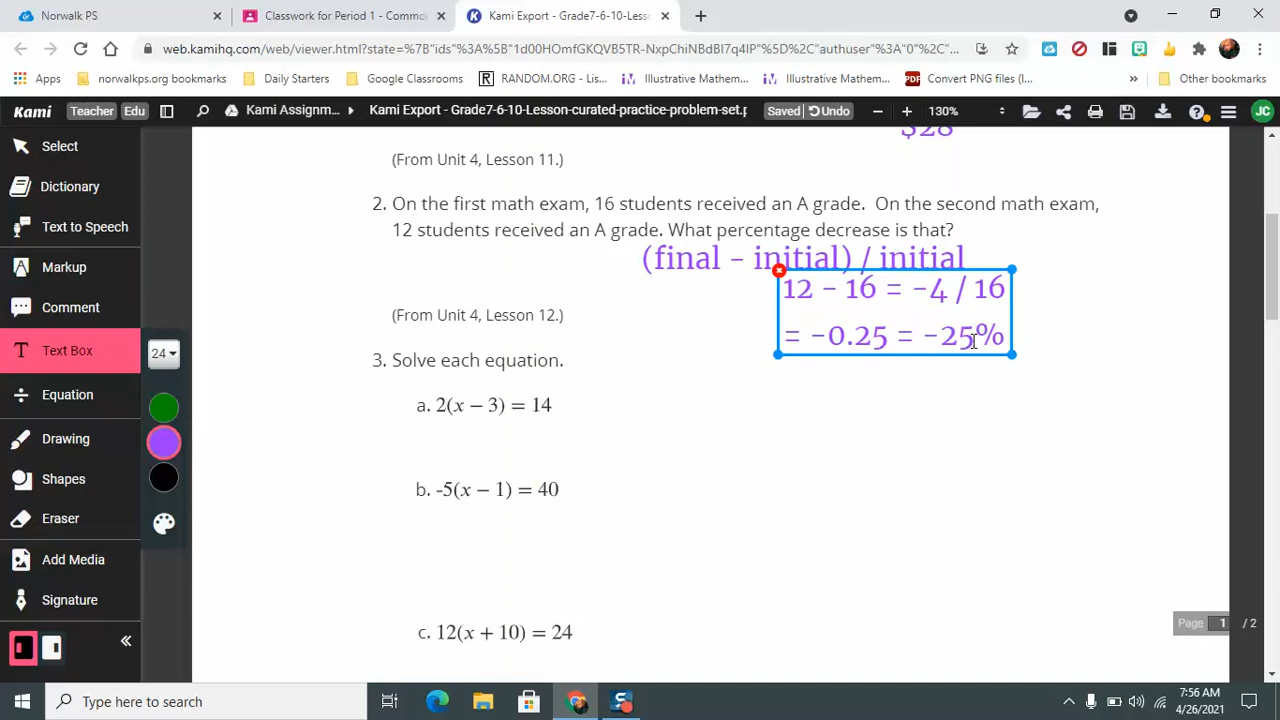 Norwalk PS
Classwork for Period 1 - Commo
Kami Export - Grade7-6-10-Lesso
web.kamihq.com/web/viewer.html?state=%7B"ids"%3A%5B"1d00HOmfGKQVB5TR-NxpChiNBdBI7q4lP"%5D%2C"authuser"%3A"0"%2C"...
Apps
norwalkps.org bookmarks
Daily Starters
Google Classrooms
RANDOM.ORG - Lis...
Illustrative Mathem...
Illustrative Mathem...
PDF
Convert PNG files (I...
»
Other bookmarks
Kami
Teacher
Edu
Kami Assignm...
Kami Export - Grade7-6-10-Lesson-curated-practice-problem-set.p
Saved
Undo
130%
JC
Select
Dictionary
Text to Speech
Markup
Comment
Text Box
Equation
Drawing
Shapes
Eraser
Add Media
Signature
24
$28
(From Unit 4, Lesson 11.)
2. On the first math exam, 16 students received an A grade. On the second math exam,
12 students received an A grade. What percentage decrease is that?
(final - initial) / initial
12 - 16 = -4 / 16
= -0.25 = -25%
(From Unit 4, Lesson 12.)
3. Solve each equation.
a. 2(x − 3) = 14
b. -5(x − 1) = 40
c. 12(x + 10) = 24
Page 1 / 2
Type here to search
7:56 AM
4/26/2021